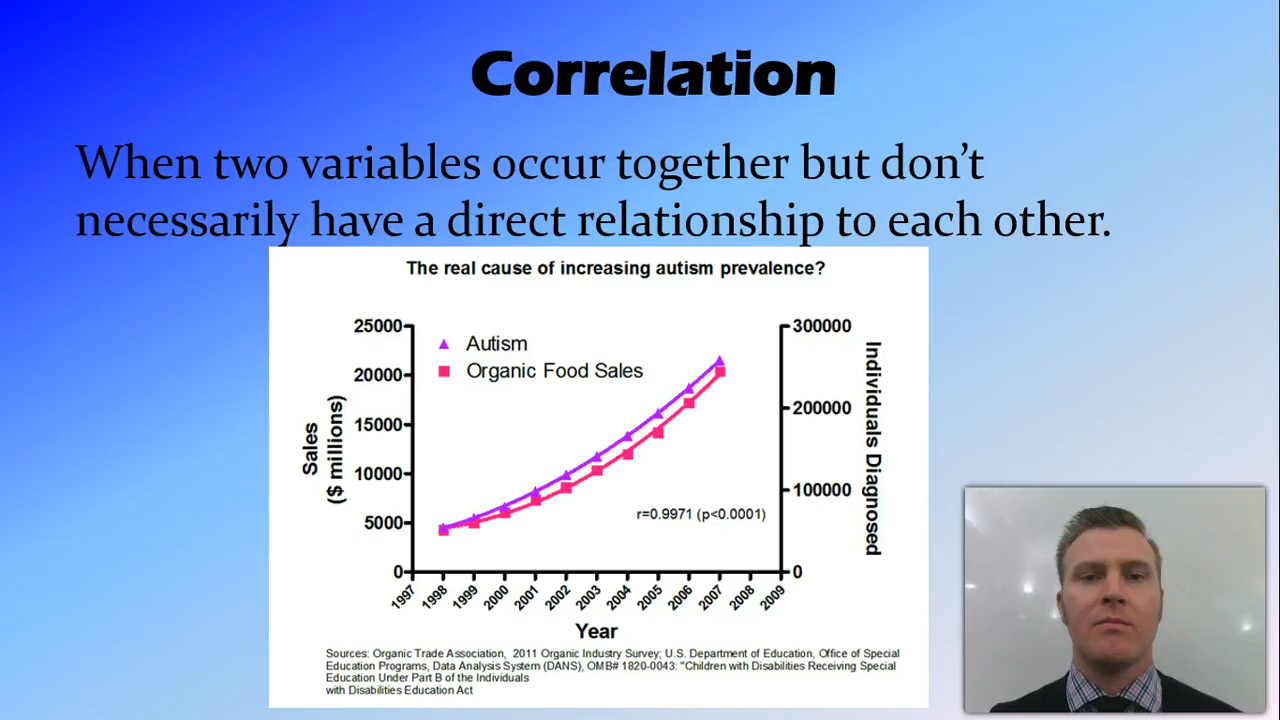 Correlation
When two variables occur together but don’t
necessarily have a direct relationship to each other.
The real cause of increasing autism prevalence?
25000
20000
15000
10000
5000
0
Sales
($ millions)
Autism
Organic Food Sales
r=0.9971 (p<0.0001)
300000
200000
100000
0
Individuals Diagnosed
1997 1998 1999 2000 2001 2002 2003 2004 2005 2006 2007 2008 2009
Year
Sources: Organic Trade Association, 2011 Organic Industry Survey; U.S. Department of Education, Office of Special
Education Programs, Data Analysis System (DANS), OMB# 1820-0043: "Children with Disabilities Receiving Special
Education Under Part B of the Individuals
with Disabilities Education Act